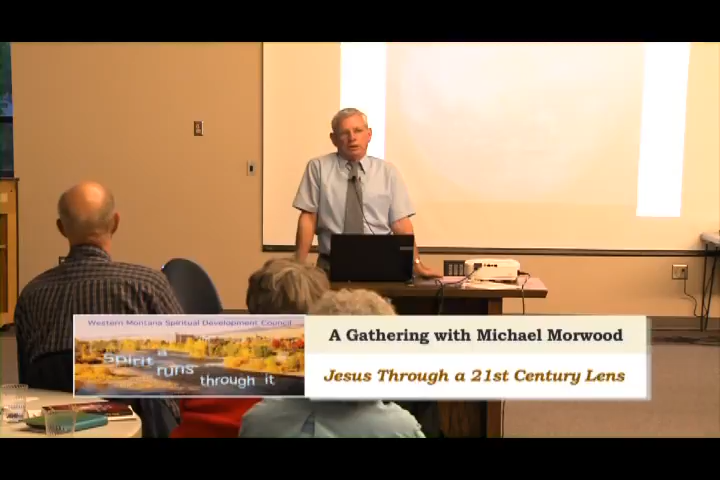 Western Montana Spiritual Development Council
a
Spirit runs through it
A Gathering with Michael Morwood
Jesus Through a 21st Century Lens